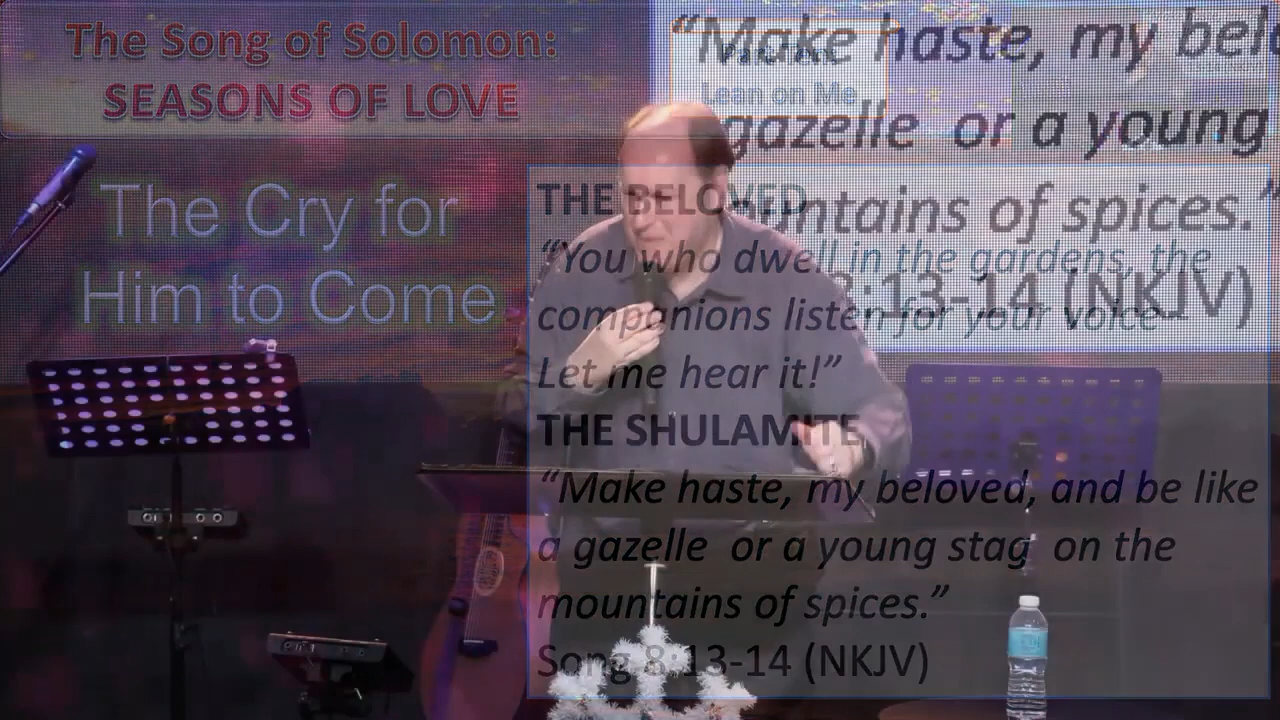 The Song of Solomon:
SEASONS OF LOVE
The Cry for
Him to Come
Lean on Me
"Make haste, my
gazelle or a young
mountains of spices."
8:13-14 (NKJV)
THE BELOVED
"You who dwell in the gardens, the
companions listen for your voice
Let me hear it!"
THE SHULAMITE
"Make haste, my beloved, and be like
a gazelle or a young stag on the
mountains of spices."
Song 8:13-14 (NKJV)